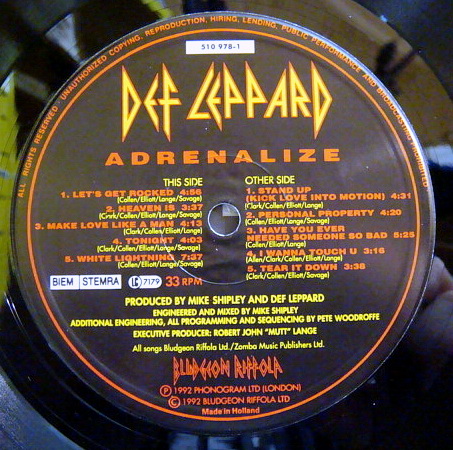 ALL RIGHTS RESERVED · UNAUTHORIZED COPYING, REPRODUCTION, HIRING, LENDING, PUBLIC PERFORMANCE AND BROADCASTING PROHIBITED
510 978-1
DEF LEPPARD
ADRENALIZE
THIS SIDE
1. LET'S GET ROCKED 4:56
(Collen/Elliott/Lange/Savage)
2. HEAVEN IS 3:37
(Clark/Collen/Elliott/Lange/Savage)
3. MAKE LOVE LIKE A MAN 4:13
(Clark/Collen/Elliott/Lange)
4. TONIGHT 4:03
(Clark/Collen/Elliott/Lange/Savage)
5. WHITE LIGHTNING 7:37
(Clark/Collen/Elliott/Lange/Savage)
OTHER SIDE
1. STAND UP
(KICK LOVE INTO MOTION) 4:31
(Clark/Collen/Elliott/Lange)
2. PERSONAL PROPERTY 4:20
(Clark/Collen/Elliott/Lange/Savage)
3. HAVE YOU EVER
NEEDED SOMEONE SO BAD 5:25
(Collen/Elliott/Lange)
4. I WANNA TOUCH U 3:16
(Allen/Clark/Collen/Elliott/Lange)
5. TEAR IT DOWN 3:38
(Clark/Collen/Elliott/Lange/Savage)
BIEM STEMRA LC 7179 33 RPM
PRODUCED BY MIKE SHIPLEY AND DEF LEPPARD
ENGINEERED AND MIXED BY MIKE SHIPLEY
ADDITIONAL ENGINEERING, ALL PROGRAMMING AND SEQUENCING BY PETE WOODROFFE
EXECUTIVE PRODUCER: ROBERT JOHN "MUTT" LANGE
All songs Bludgeon Riffola Ltd./Zomba Music Publishers Ltd.
BLUDGEON RIFFOLA
℗ 1992 PHONOGRAM LTD (LONDON)
© 1992 BLUDGEON RIFFOLA LTD
Made in Holland